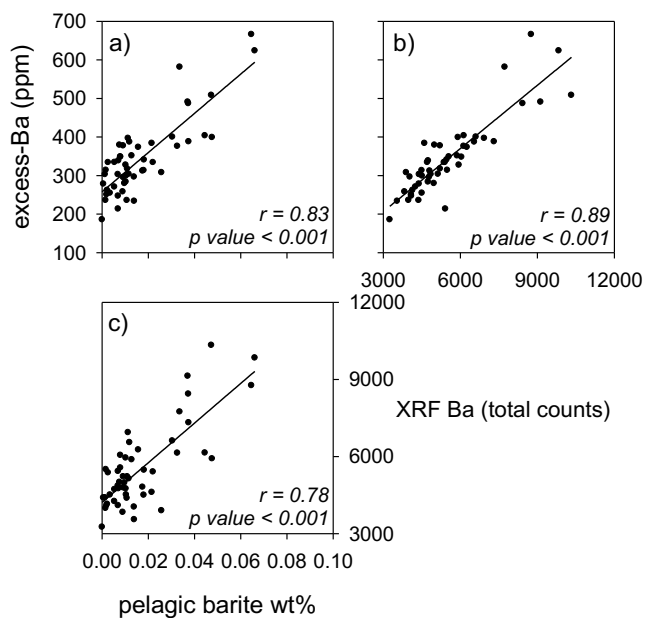 a)
b)
700
600
500
400
300
200
100
excess-Ba (ppm)
r = 0.83
p value < 0.001
r = 0.89
p value < 0.001
3000
6000
9000
12000
c)
12000
9000
6000
3000
XRF Ba (total counts)
r = 0.78
p value < 0.001
0.00 0.02 0.04 0.06 0.08 0.10
pelagic barite wt%